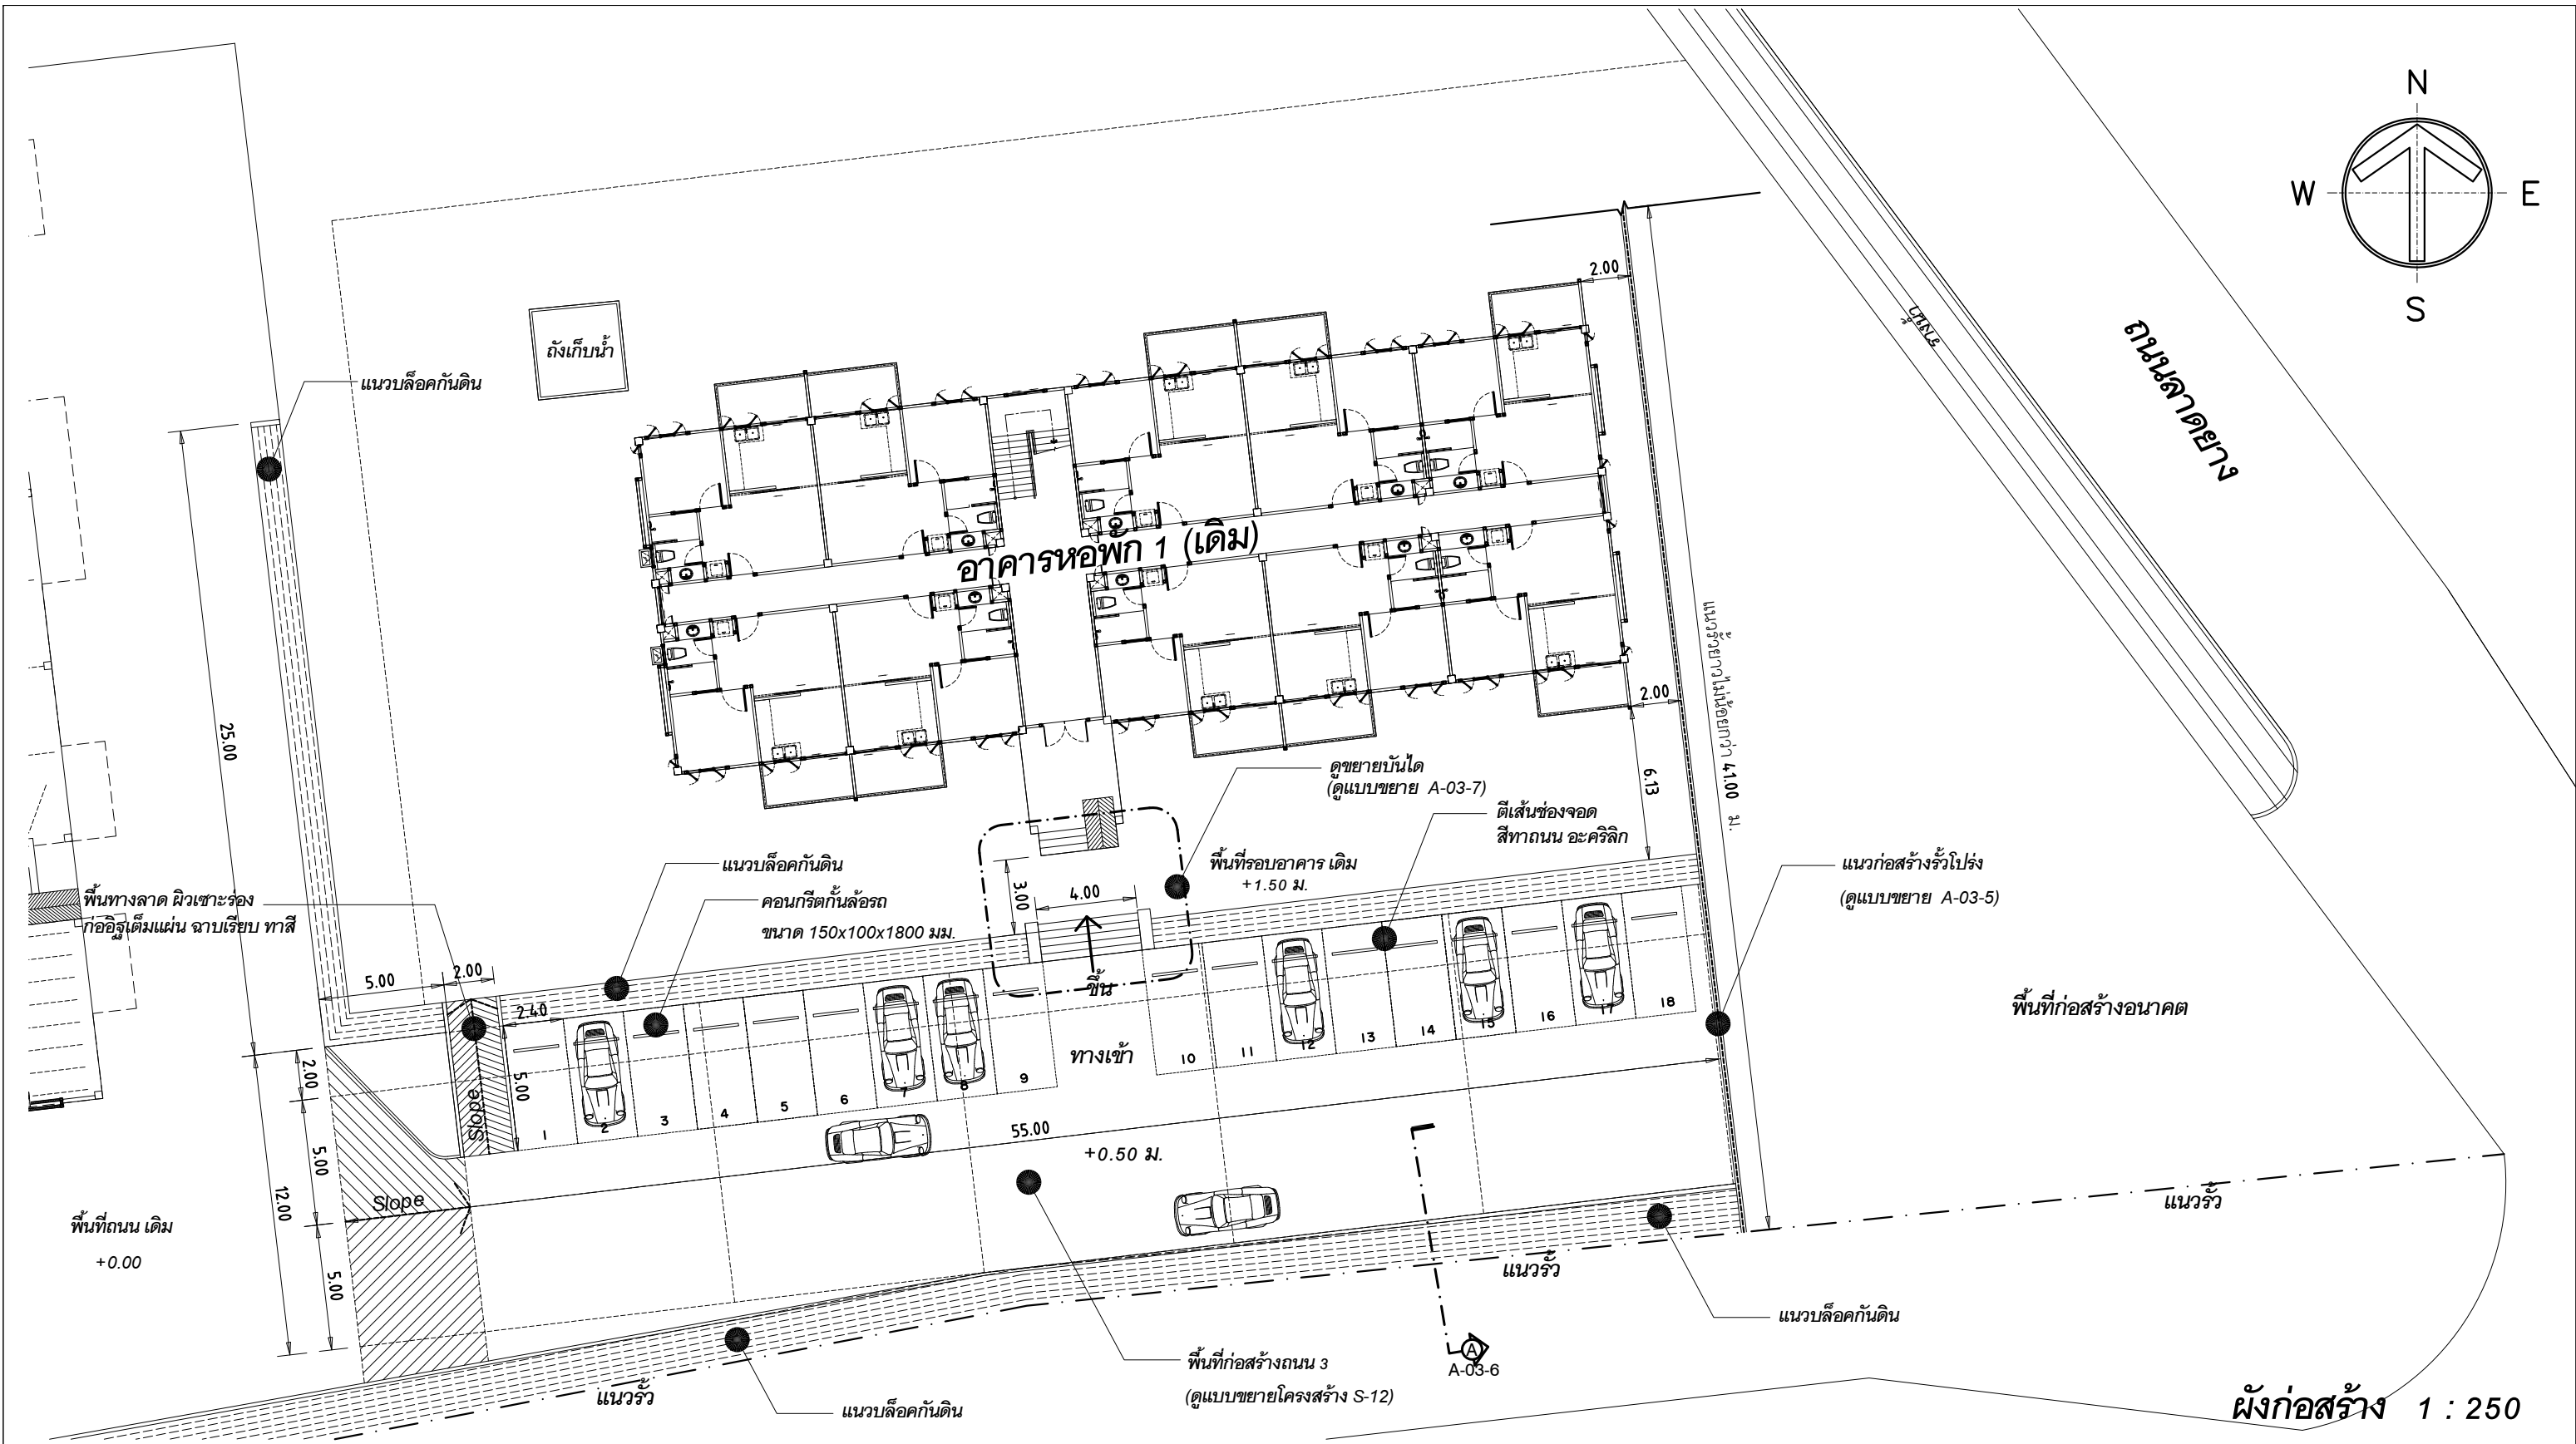 N
W
E
S
ถนนลาดยาง
2.00
ถังเก็บน้ำ
แนวบล็อคกันดิน
อาคารหอพัก 1 (เดิม)
แนวรั้วยาวไม่น้อยกว่า 41.00 ม.
2.00
25.00
6.13
ดูขยายบันได
(ดูแบบขยาย A-03-7)
ตีเส้นช่องจอด
สีทาถนน อะคริลิก
แนวบล็อคกันดิน
พื้นที่รอบอาคาร เดิม
+1.50 ม.
แนวก่อสร้างรั้วโปร่ง
(ดูแบบขยาย A-03-5)
พื้นทางลาด ผิวเซาะร่อง
ก่ออิฐเต็มแผ่น ฉาบเรียบ ทาสี
คอนกรีตกั้นล้อรถ
ขนาด 150x100x1800 มม.
3.00
4.00
5.00
2.00
2.40
ขึ้น
พื้นที่ก่อสร้างอนาคต
ทางเข้า
2.00
5.00
Slope
1
2
3
4
5
6
7
8
9
10
11
12
13
14
15
16
17
18
55.00
+0.50 ม.
5.00
12.00
Slope
พื้นที่ถนน เดิม
+0.00
5.00
แนวรั้ว
แนวรั้ว
แนวบล็อคกันดิน
A
A-03-6
พื้นที่ก่อสร้างถนน 3
(ดูแบบขยายโครงสร้าง S-12)
แนวรั้ว
แนวบล็อคกันดิน
ผังก่อสร้าง 1 : 250